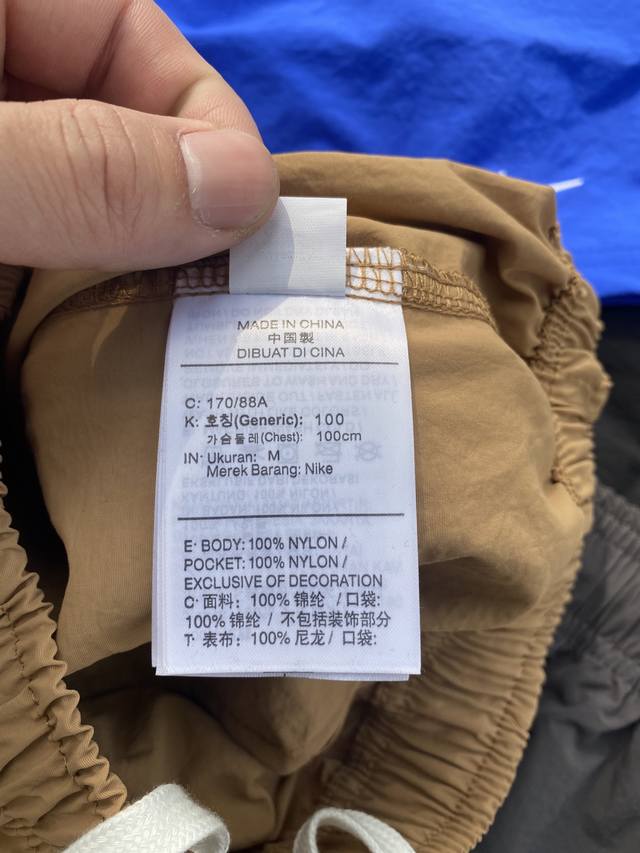 MADE IN CHINA
中国製
DIBUAT DI CINA
C: 170/88A
K: 호칭(Generic): 100
가슴둘레(Chest): 100cm
IN: Ukuran: M
Merek Barang: Nike
E: BODY: 100% NYLON /
POCKET: 100% NYLON /
EXCLUSIVE OF DECORATION
C: 面料: 100% 锦纶 / 口袋:
100% 锦纶 / 不包括装饰部分
T: 表布: 100% 尼龙 / 口袋: